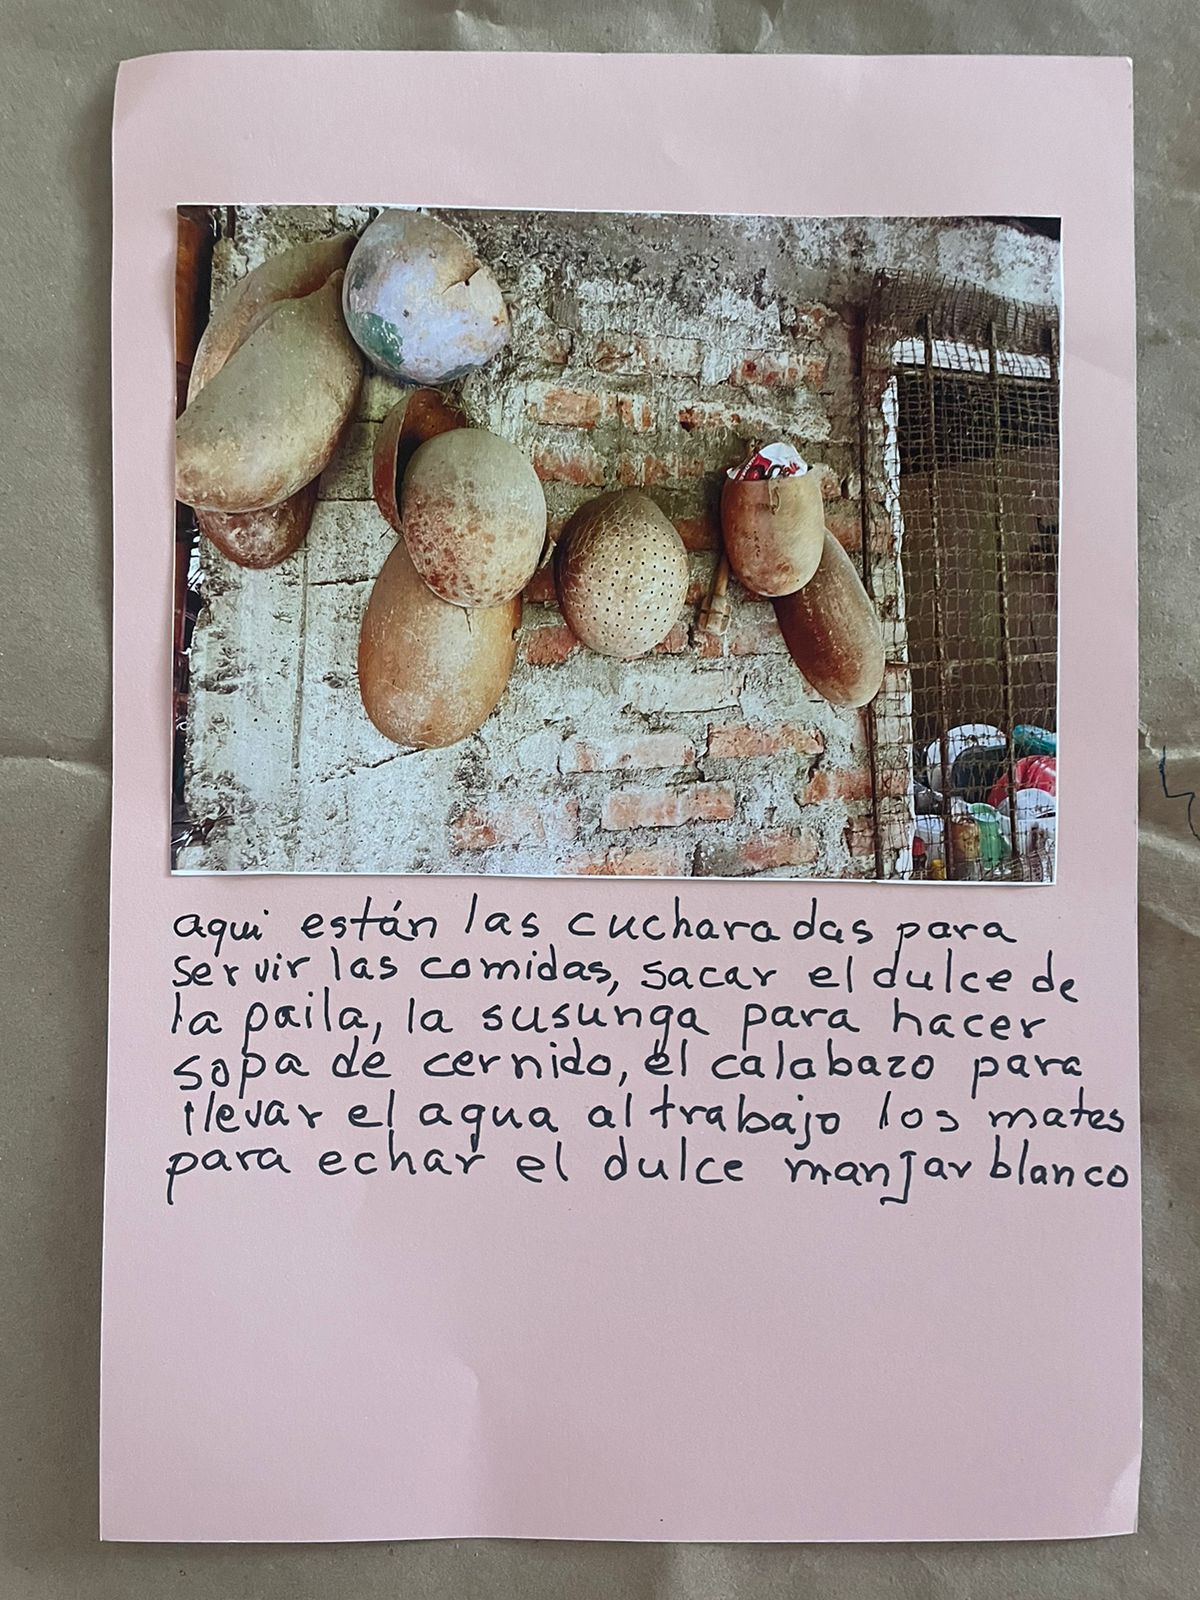 aqui están las cucharadas para
servir las comidas, sacar el dulce de
la paila, la susunga para hacer
sopa de cernido, el calabazo para
llevar el agua al trabajo los mates
para echar el dulce manjar blanco